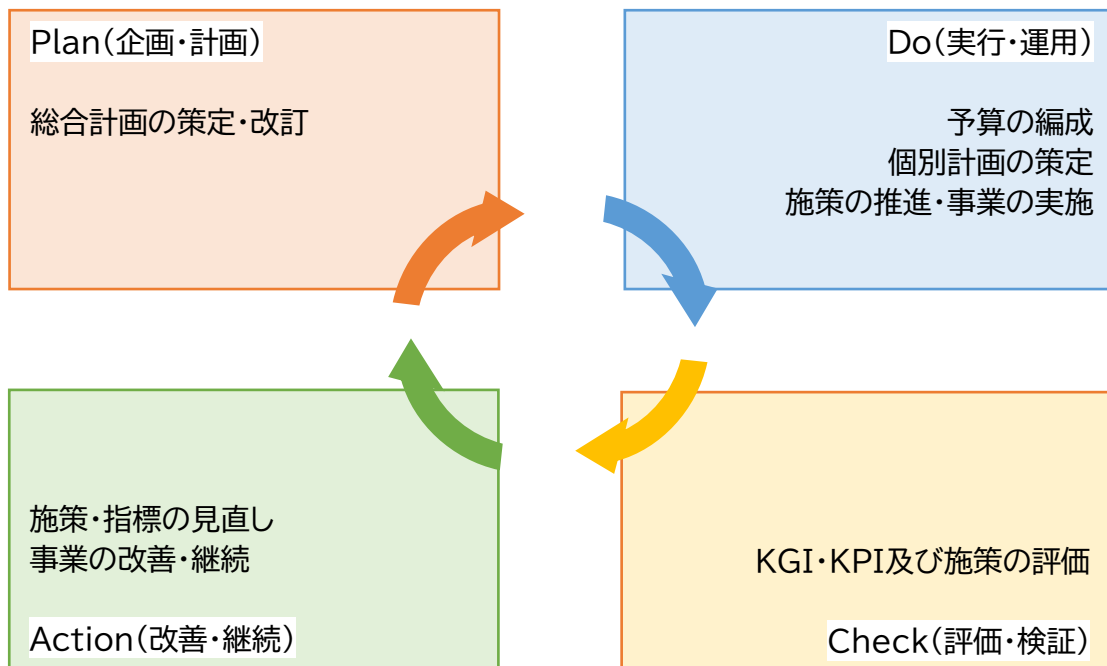 Plan(企画・計画)
総合計画の策定・改訂
Do(実行・運用)
予算の編成
個別計画の策定
施策の推進・事業の実施
施策・指標の見直し
事業の改善・継続
Action(改善・継続)
KGI・KPI及び施策の評価
Check(評価・検証)